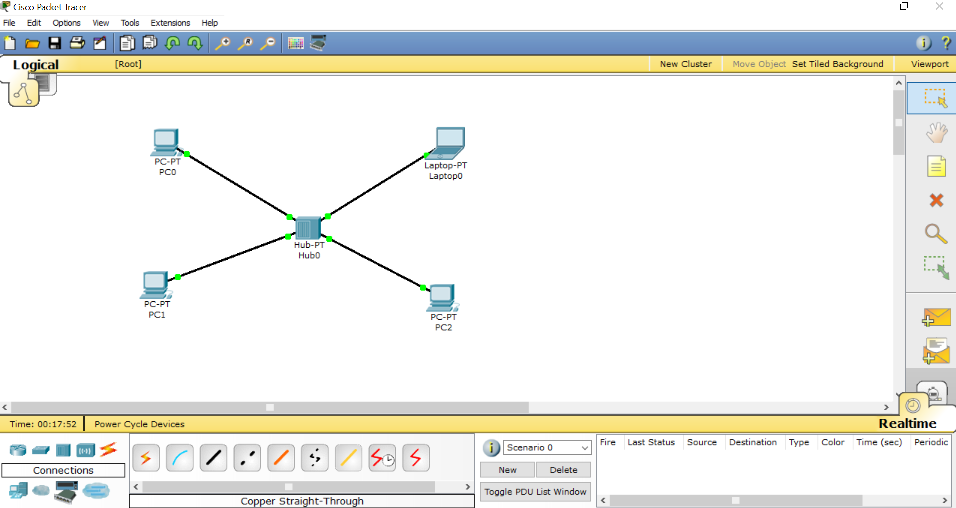 Cisco Packet Tracer
File Edit Options View Tools Extensions Help
Logical [Root] New Cluster Move Object Set Tiled Background Viewport
PC-PT
PC0
Laptop-PT
Laptop0
Hub-PT
Hub0
PC-PT
PC1
PC-PT
PC2
Time: 00:17:52 Power Cycle Devices Realtime
Connections
Copper Straight-Through
Scenario 0
New Delete
Toggle PDU List Window
Fire Last Status Source Destination Type Color Time (sec) Periodic